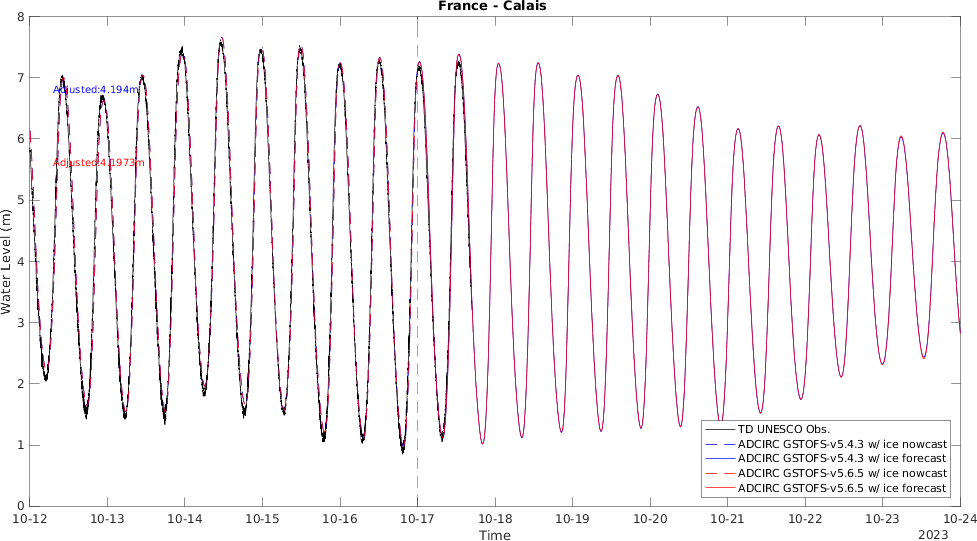 France - Calais
8
7
6
5
4
3
2
1
0
Water Level (m)
Adjusted:4.194m
Adjusted:4.1973m
TD UNESCO Obs.
ADCIRC GSTOFS-v5.4.3 w/ ice nowcast
ADCIRC GSTOFS-v5.4.3 w/ ice forecast
ADCIRC GSTOFS-v5.6.5 w/ ice nowcast
ADCIRC GSTOFS-v5.6.5 w/ ice forecast
10-12 10-13 10-14 10-15 10-16 10-17 10-18 10-19 10-20 10-21 10-22 10-23 10-24
Time
2023